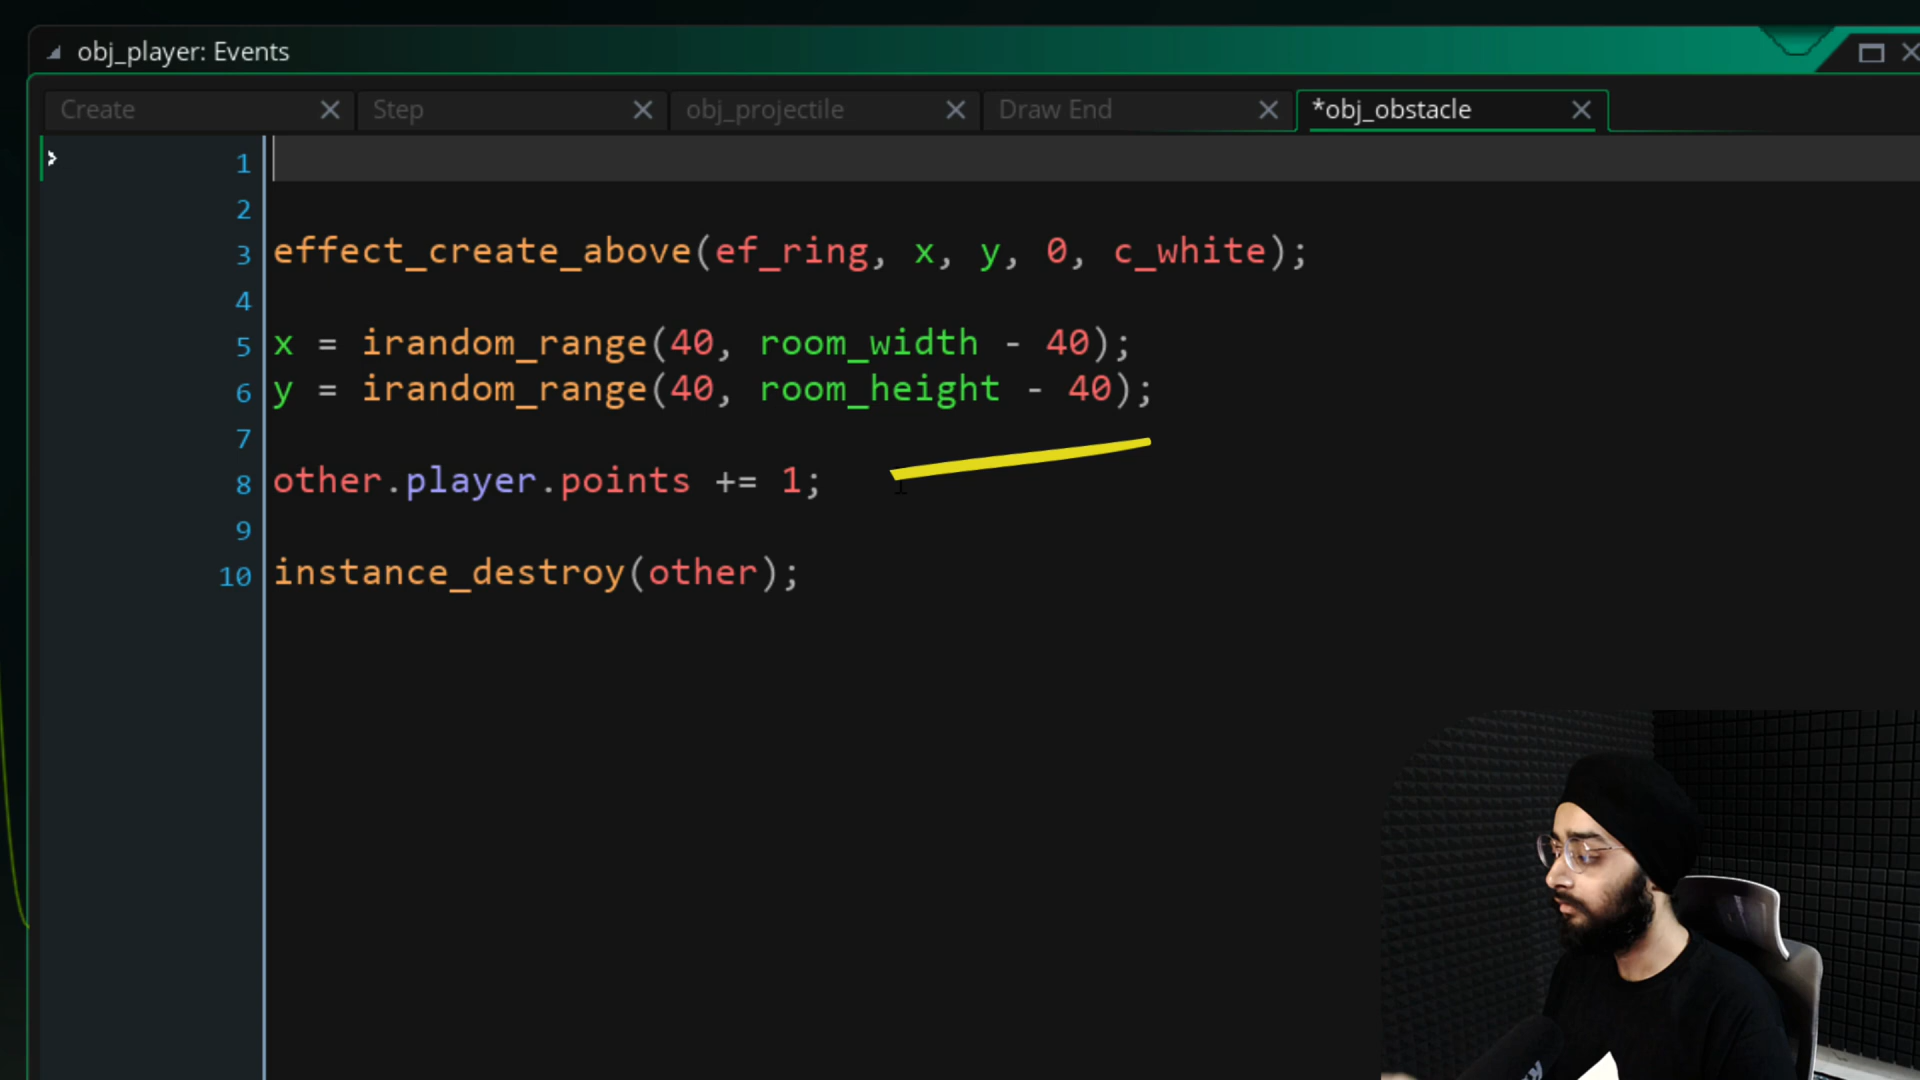 obj_player: Events
Create
Step
obj_projectile
Draw End
*obj_obstacle
1
2
3 effect_create_above(ef_ring, x, y, 0, c_white);
4
5 x = irandom_range(40, room_width - 40);
6 y = irandom_range(40, room_height - 40);
7
8 other.player.points += 1;
9
10 instance_destroy(other);